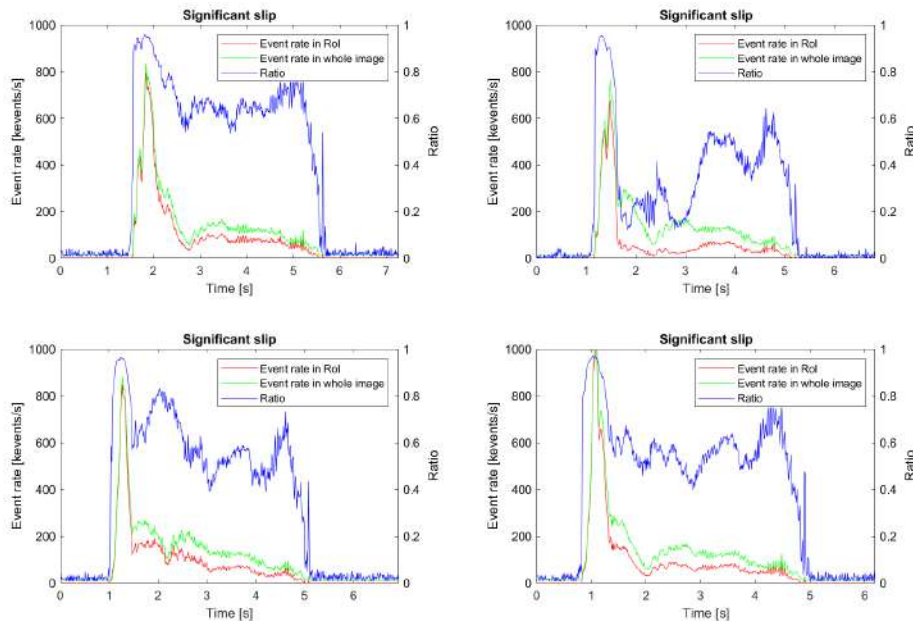 Significant slip
Event rate in RoI
Event rate in whole image
Ratio
1000
800
600
400
200
0
Event rate [kevents/s]
1
0.8
0.6
0.4
0.2
0
Ratio
0 1 2 3 4 5 6 7
Time [s]
Significant slip
Event rate in RoI
Event rate in whole image
Ratio
1000
800
600
400
200
0
Event rate [kevents/s]
1
0.8
0.6
0.4
0.2
0
Ratio
0 1 2 3 4 5 6
Time [s]
Significant slip
Event rate in RoI
Event rate in whole image
Ratio
1000
800
600
400
200
0
Event rate [kevents/s]
1
0.8
0.6
0.4
0.2
0
Ratio
0 1 2 3 4 5 6
Time [s]
Significant slip
Event rate in RoI
Event rate in whole image
Ratio
1000
800
600
400
200
0
Event rate [kevents/s]
1
0.8
0.6
0.4
0.2
0
Ratio
0 1 2 3 4 5 6
Time [s]